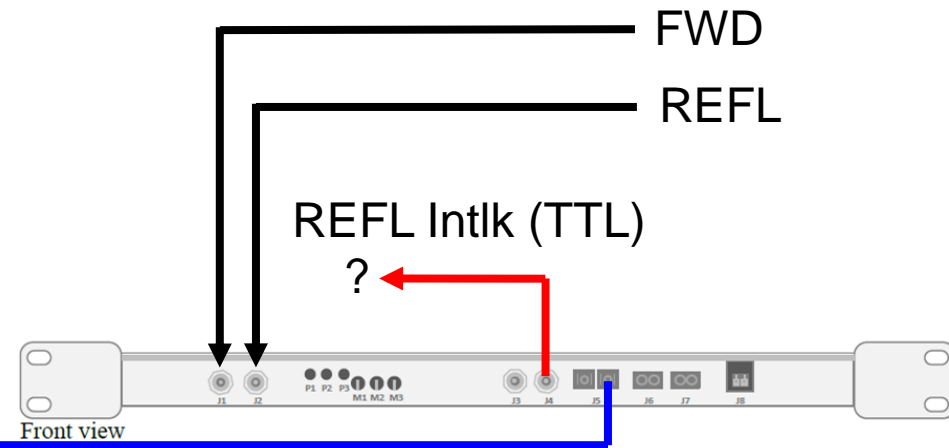 FWD
REFL
REFL Intlk (TTL)
?
J1 J2 P1 P2 P3 M1 M2 M3 J3 J4 J5 J6 J7 J8
Front view